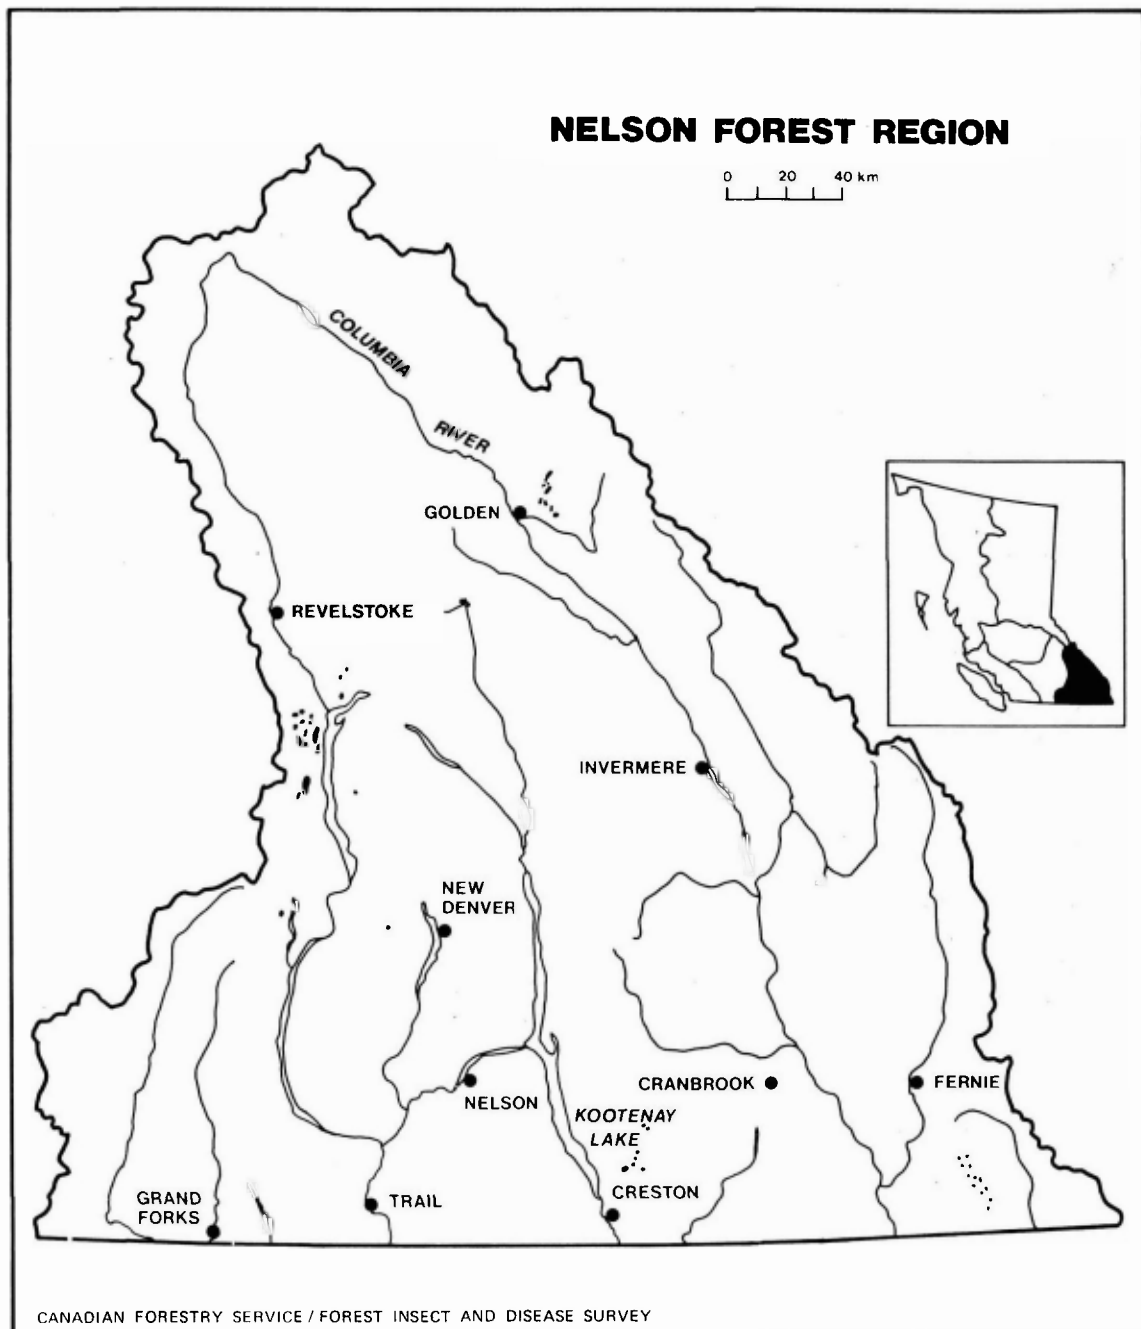 NELSON FOREST REGION
0 20 40 km
COLUMBIA
RIVER
GOLDEN
REVELSTOKE
INVERMERE
NEW
DENVER
CRANBROOK
FERNIE
NELSON
KOOTENAY
LAKE
CRESTON
GRAND
FORKS
TRAIL
CANADIAN FORESTRY SERVICE / FOREST INSECT AND DISEASE SURVEY